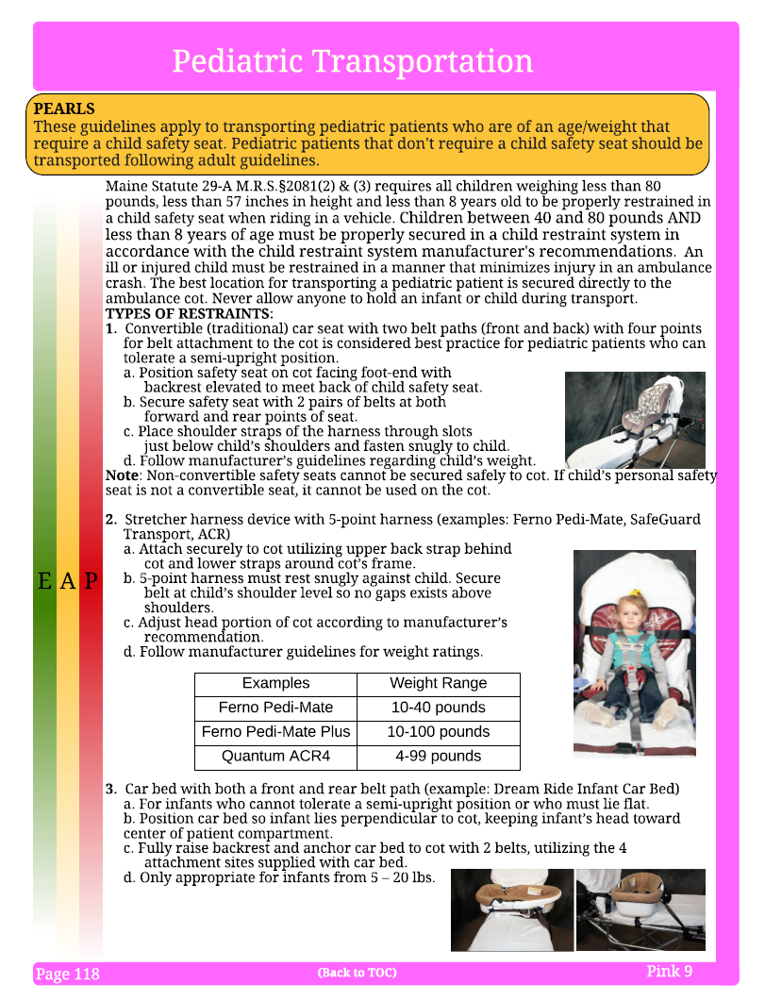 Pediatric Transportation
PEARLS
These guidelines apply to transporting pediatric patients who are of an age/weight that
require a child safety seat. Pediatric patients that don't require a child safety seat should be
transported following adult guidelines.
Maine Statute 29-A M.R.S.§2081(2) & (3) requires all children weighing less than 80
pounds, less than 57 inches in height and less than 8 years old to be properly restrained in
a child safety seat when riding in a vehicle. Children between 40 and 80 pounds AND
less than 8 years of age must be properly secured in a child restraint system in
accordance with the child restraint system manufacturer's recommendations. An
ill or injured child must be restrained in a manner that minimizes injury in an ambulance
crash. The best location for transporting a pediatric patient is secured directly to the
ambulance cot. Never allow anyone to hold an infant or child during transport.
TYPES OF RESTRAINTS:
1. Convertible (traditional) car seat with two belt paths (front and back) with four points
for belt attachment to the cot is considered best practice for pediatric patients who can
tolerate a semi-upright position.
a. Position safety seat on cot facing foot-end with
backrest elevated to meet back of child safety seat.
b. Secure safety seat with 2 pairs of belts at both
forward and rear points of seat.
c. Place shoulder straps of the harness through slots
just below child’s shoulders and fasten snugly to child.
d. Follow manufacturer’s guidelines regarding child’s weight.
Note: Non-convertible safety seats cannot be secured safely to cot. If child’s personal safety
seat is not a convertible seat, it cannot be used on the cot.
2. Stretcher harness device with 5-point harness (examples: Ferno Pedi-Mate, SafeGuard
Transport, ACR)
a. Attach securely to cot utilizing upper back strap behind
cot and lower straps around cot’s frame.
b. 5-point harness must rest snugly against child. Secure
belt at child’s shoulder level so no gaps exists above
shoulders.
c. Adjust head portion of cot according to manufacturer’s
recommendation.
d. Follow manufacturer guidelines for weight ratings.
E A P
Examples Weight Range
Ferno Pedi-Mate 10-40 pounds
Ferno Pedi-Mate Plus 10-100 pounds
Quantum ACR4 4-99 pounds
3. Car bed with both a front and rear belt path (example: Dream Ride Infant Car Bed)
a. For infants who cannot tolerate a semi-upright position or who must lie flat.
b. Position car bed so infant lies perpendicular to cot, keeping infant’s head toward
center of patient compartment.
c. Fully raise backrest and anchor car bed to cot with 2 belts, utilizing the 4
attachment sites supplied with car bed.
d. Only appropriate for infants from 5 – 20 lbs.
Page 118 (Back to TOC) Pink 9